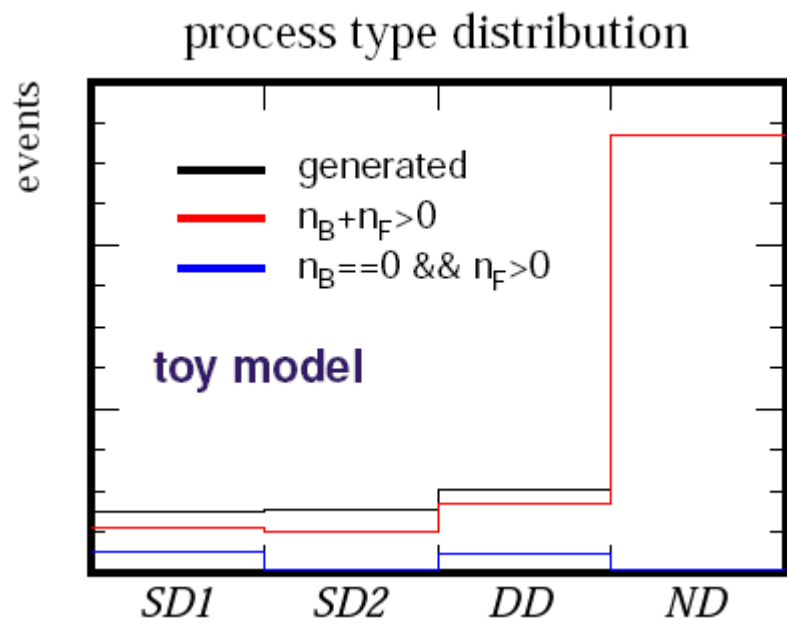 process type distribution
events
generated
n_B+n_F>0
n_B==0 && n_F>0
toy model
SD1 SD2 DD ND